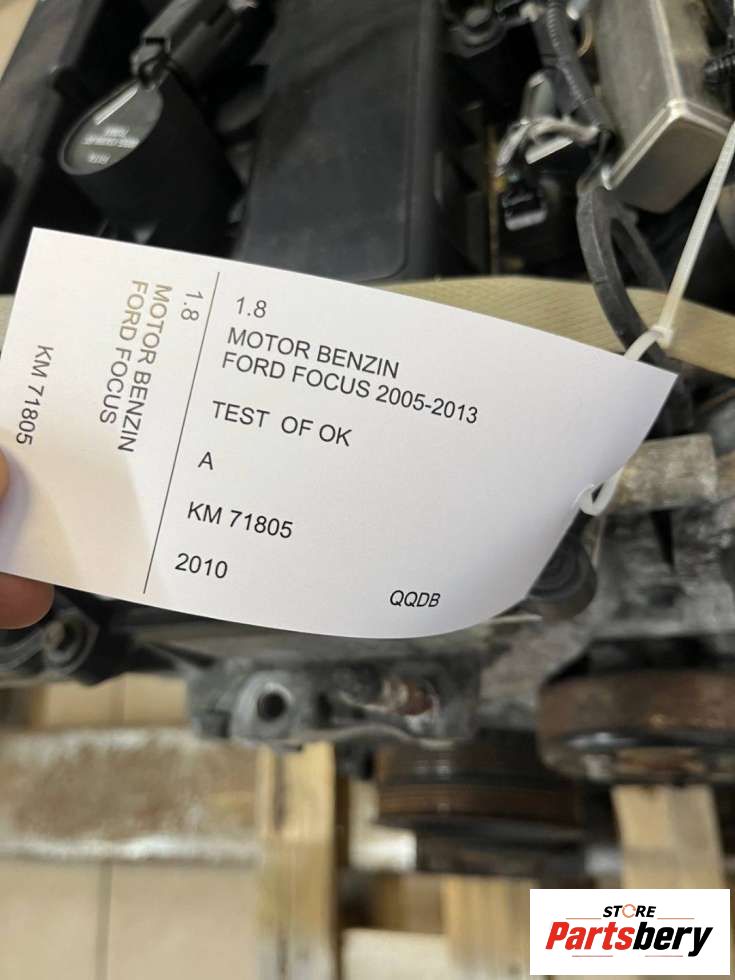 1.8
MOTOR BENZIN
FORD FOCUS
KM 71805
1.8
MOTOR BENZIN
FORD FOCUS 2005-2013
TEST OF OK
A
KM 71805
2010
QQDB
STORE
Partsbery